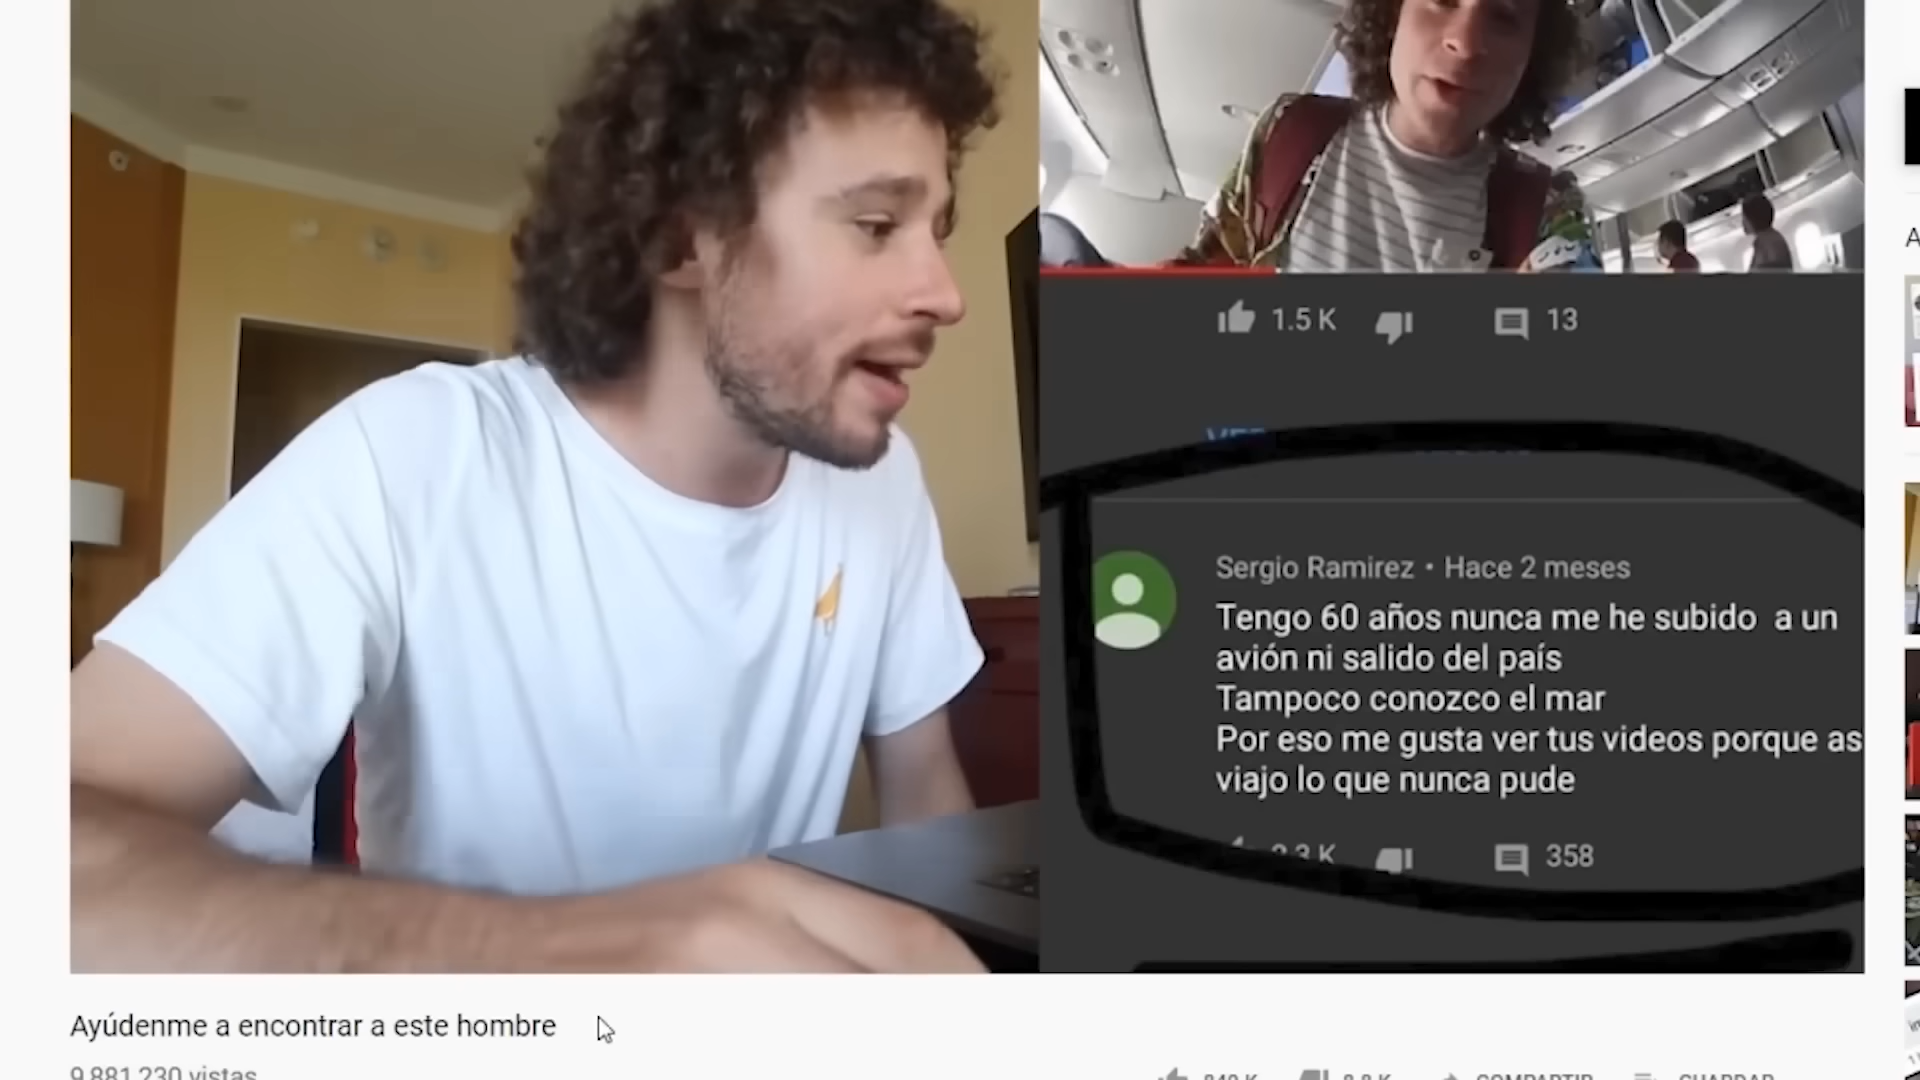 1.5 K 13
Sergio Ramirez • Hace 2 meses
Tengo 60 años nunca me he subido a un
avión ni salido del país
Tampoco conozco el mar
Por eso me gusta ver tus videos porque as
viajo lo que nunca pude
358
Ayúdenme a encontrar a este hombre
9,881,230 vistas
COMPARTIR GUARDAR
A